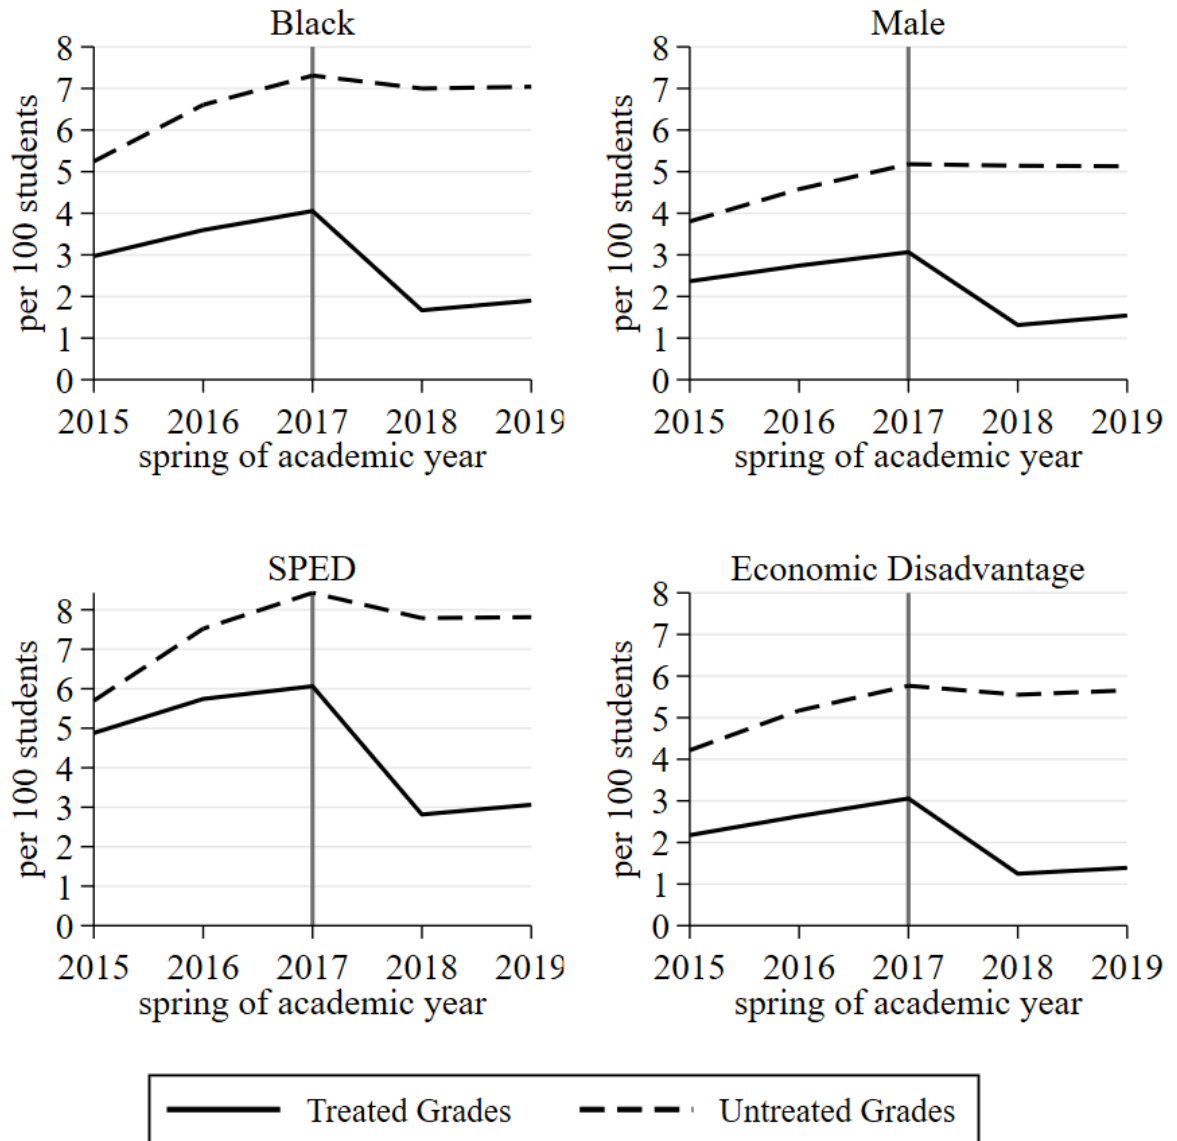 Black
8
7
6
5
4
3
2
1
0
per 100 students
2015 2016 2017 2018 2019
spring of academic year
Male
8
7
6
5
4
3
2
1
0
per 100 students
2015 2016 2017 2018 2019
spring of academic year
SPED
8
7
6
5
4
3
2
1
0
per 100 students
2015 2016 2017 2018 2019
spring of academic year
Economic Disadvantage
8
7
6
5
4
3
2
1
0
per 100 students
2015 2016 2017 2018 2019
spring of academic year
Treated Grades Untreated Grades